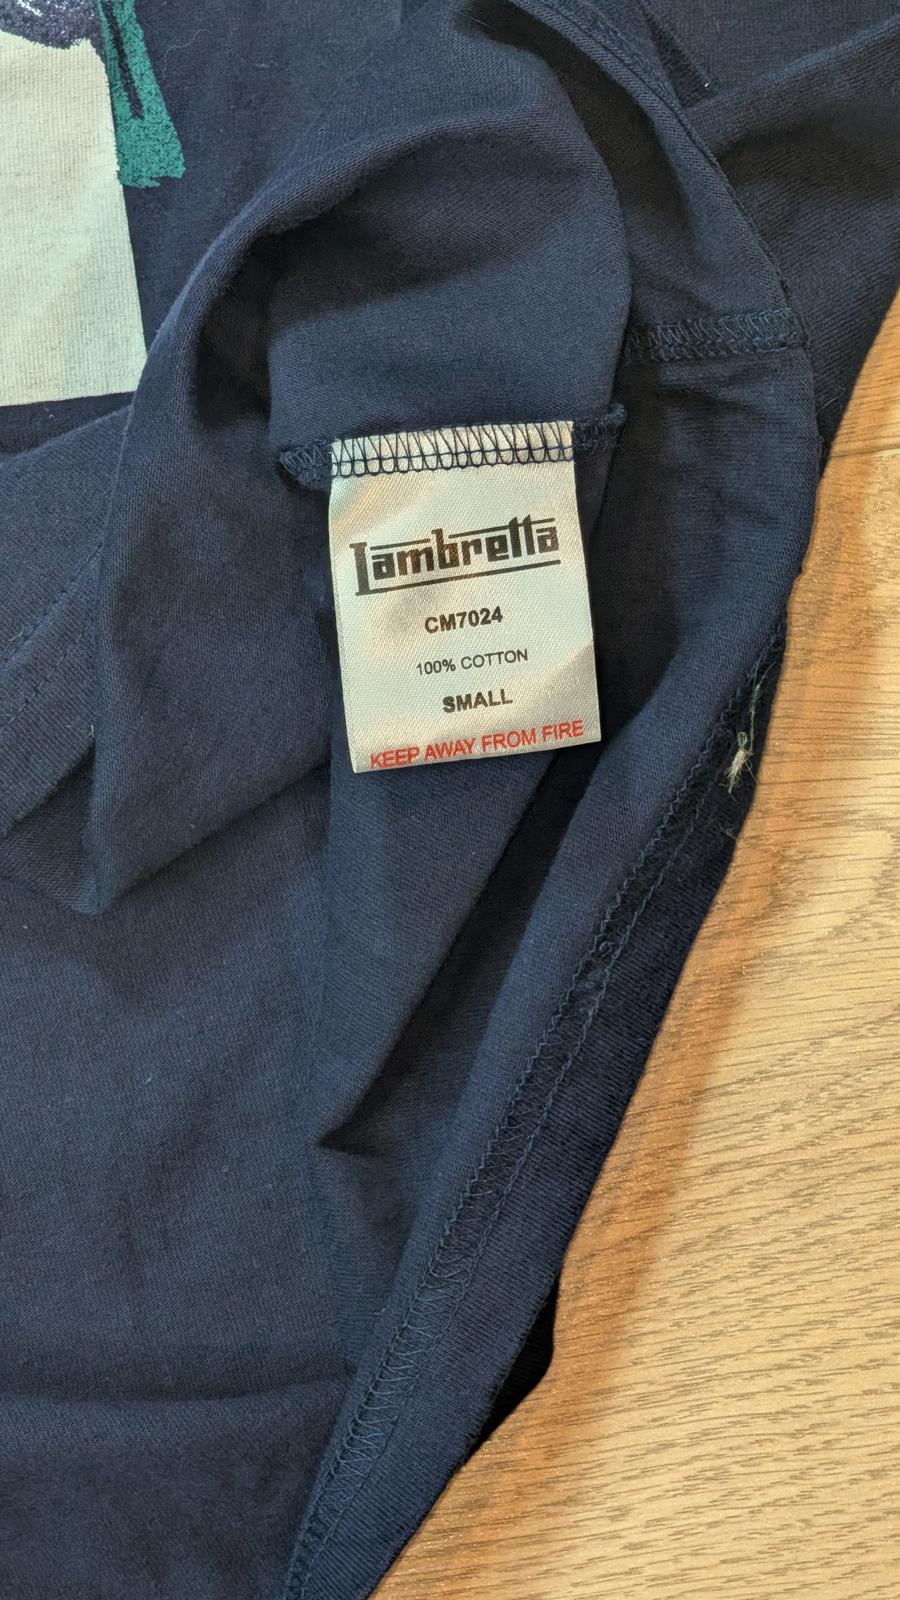 Lambretta
CM7024
100% COTTON
SMALL
KEEP AWAY FROM FIRE